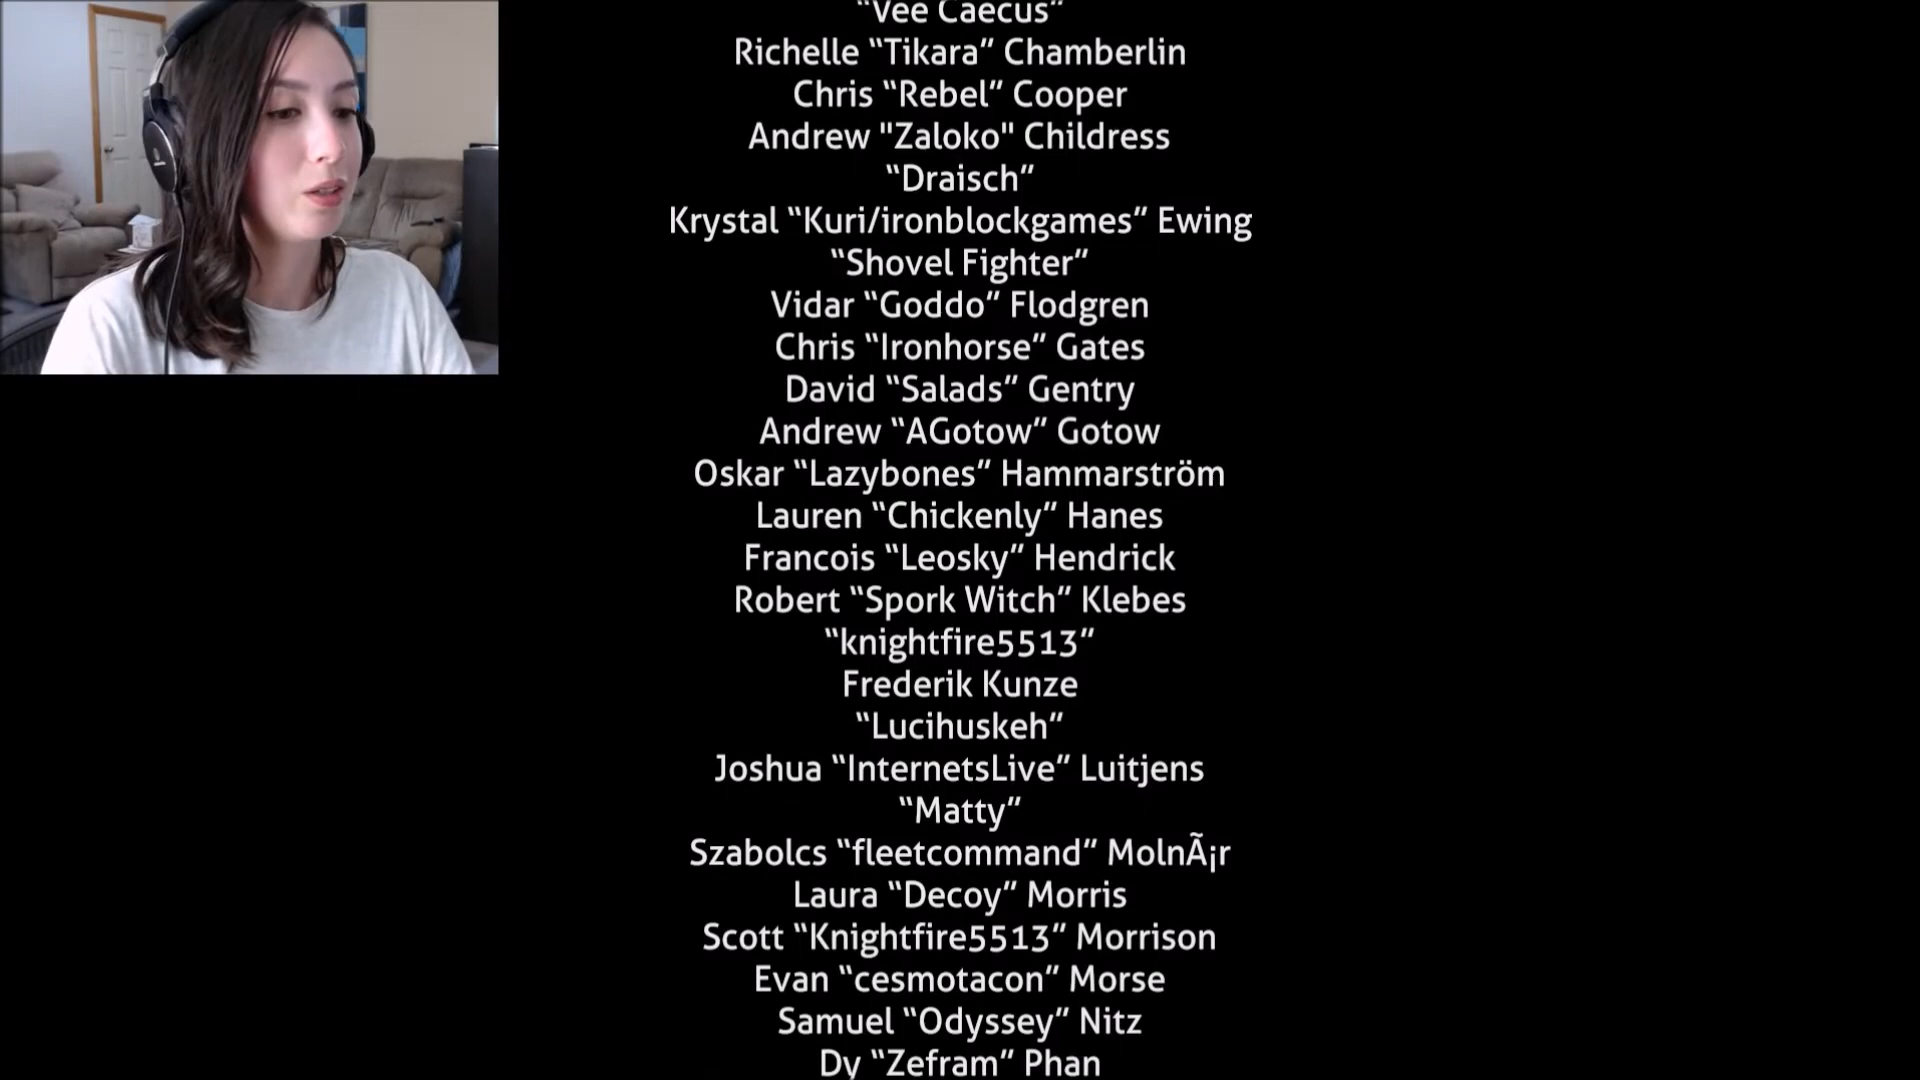 “Vee Caecus”
Richelle “Tikara” Chamberlin
Chris “Rebel” Cooper
Andrew "Zaloko" Childress
“Draisch”
Krystal “Kuri/ironblockgames” Ewing
“Shovel Fighter”
Vidar “Goddo” Flodgren
Chris “Ironhorse” Gates
David “Salads” Gentry
Andrew “AGotow” Gotow
Oskar “Lazybones” Hammarström
Lauren “Chickenly” Hanes
Francois “Leosky” Hendrick
Robert “Spork Witch” Klebes
“knightfire5513”
Frederik Kunze
“Lucihuskeh”
Joshua “InternetsLive” Luitjens
“Matty”
Szabolcs “fleetcommand” MolnÃ¡r
Laura “Decoy” Morris
Scott “Knightfire5513” Morrison
Evan “cesmotacon” Morse
Samuel “Odyssey” Nitz
Dy “Zefram” Phan